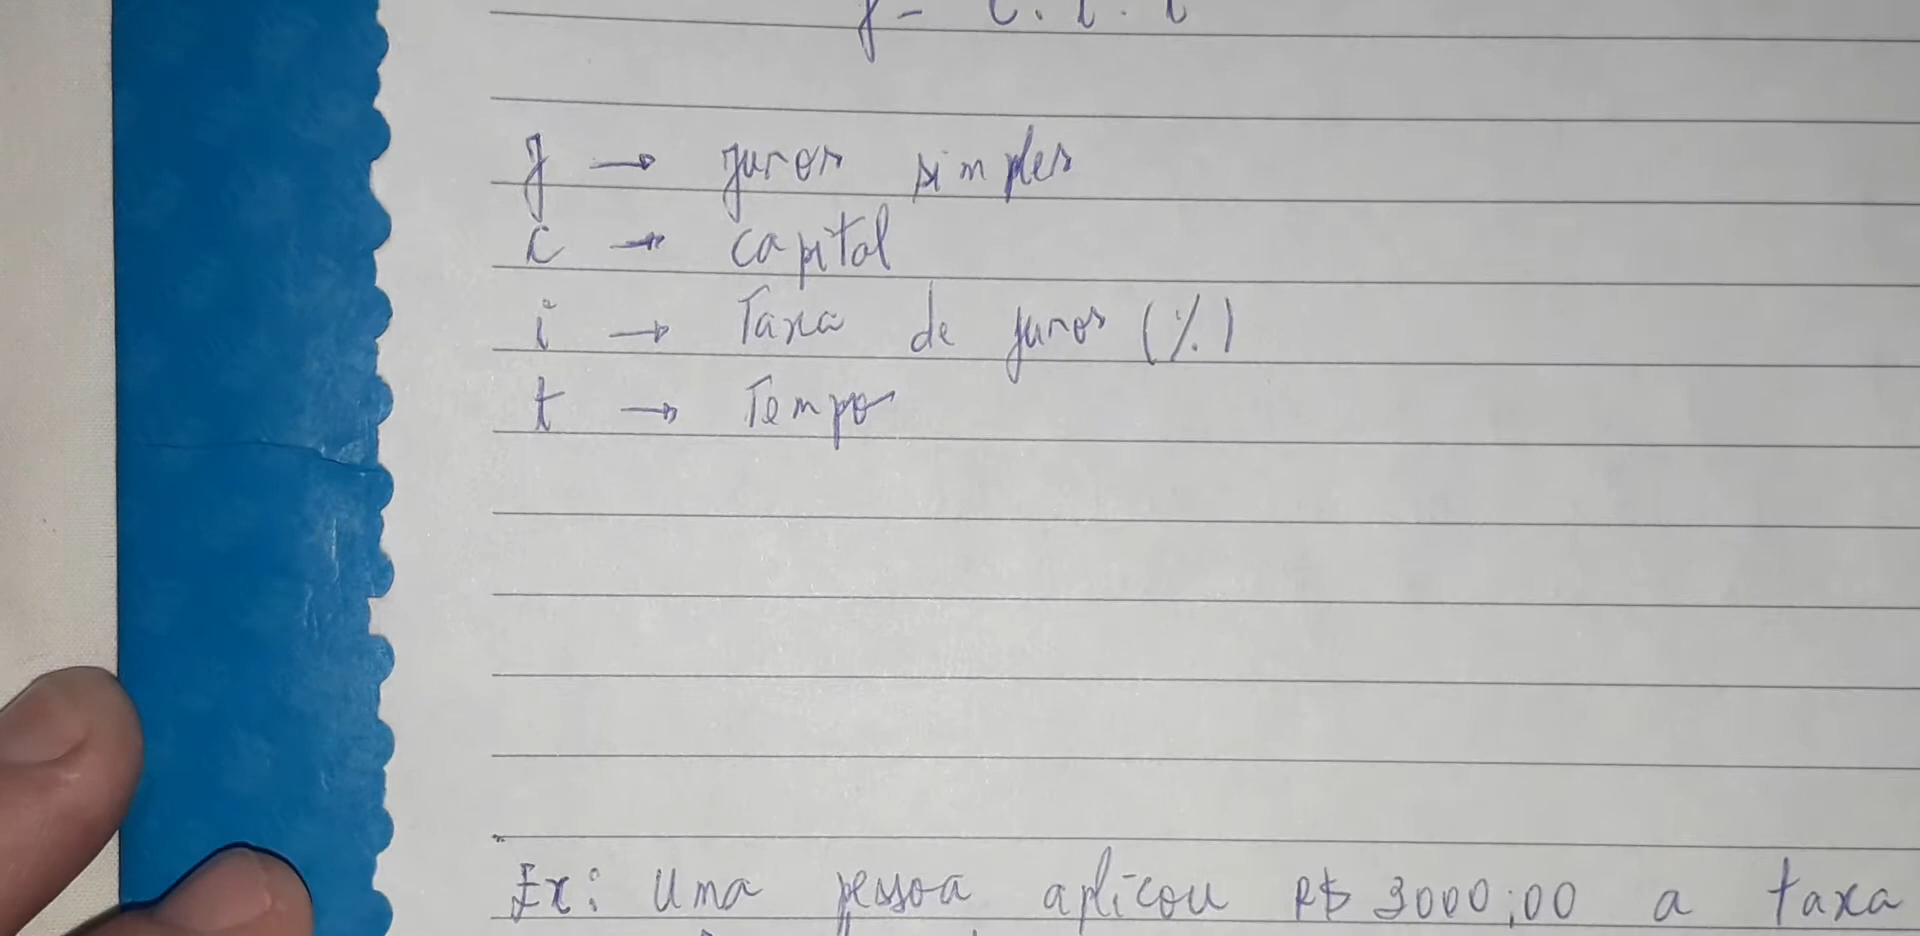 j = c. i. t
j → juros simples
c → capital
i → Taxa de juros (%)
t → Tempo
Ex: Uma pessoa aplicou R$ 3000,00 a taxa